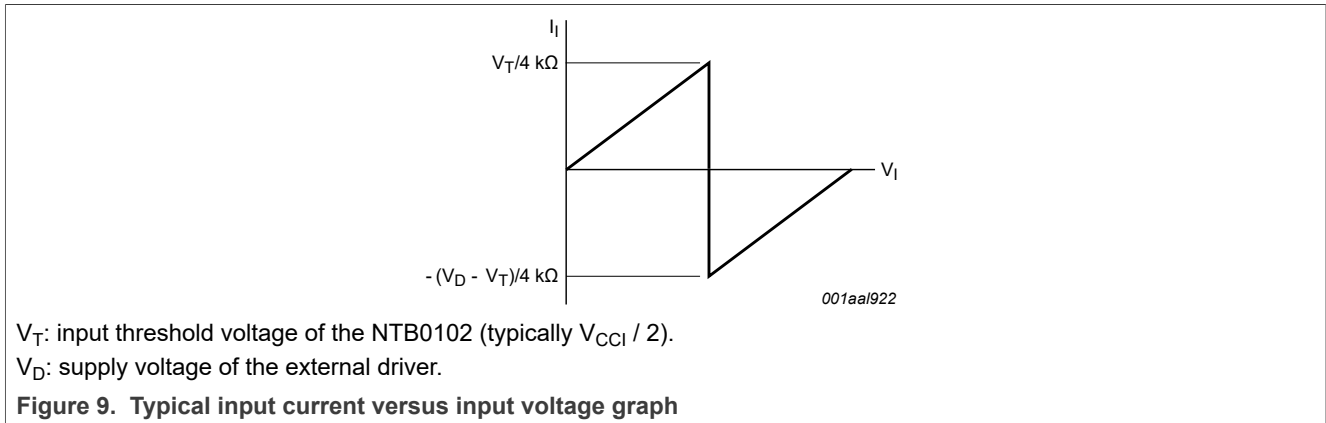 I_I
V_T/4 kΩ
V_I
- (V_D - V_T)/4 kΩ
001aal922
V_T: input threshold voltage of the NTB0102 (typically V_CCI / 2).
V_D: supply voltage of the external driver.
Figure 9. Typical input current versus input voltage graph